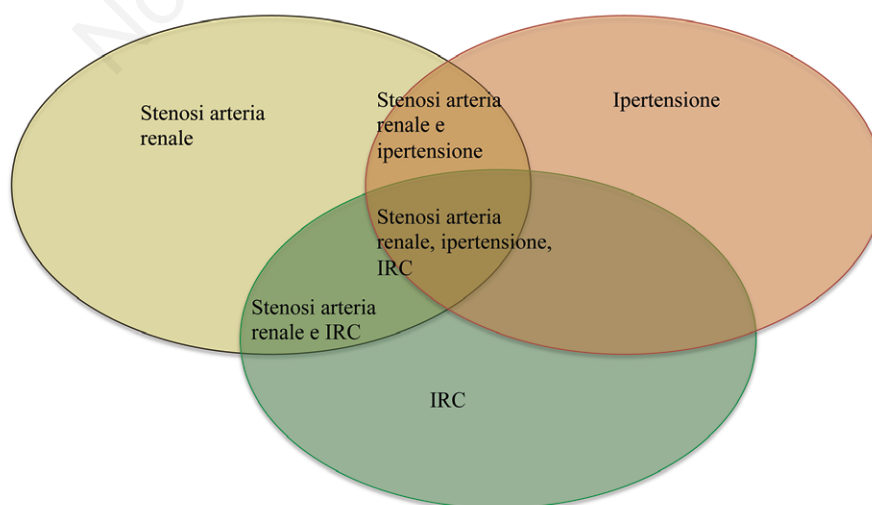 Stenosi arteria
renale
Stenosi arteria
renale e
ipertensione
Ipertensione
Stenosi arteria
renale, ipertensione,
IRC
Stenosi arteria
renale e IRC
IRC